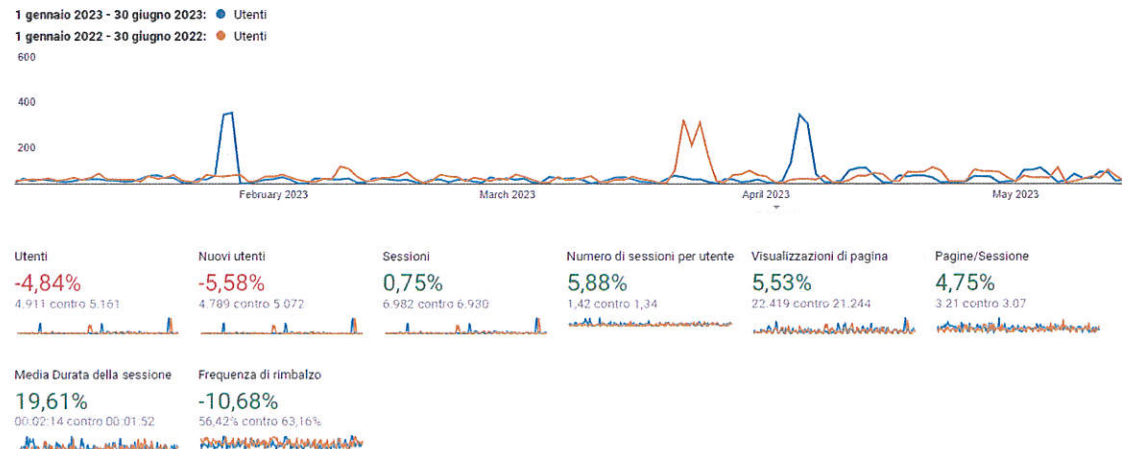 1 gennaio 2023 - 30 giugno 2023: Utenti
1 gennaio 2022 - 30 giugno 2022: Utenti
600
400
200
February 2023 March 2023 April 2023 May 2023
Utenti Nuovi utenti Sessioni Numero di sessioni per utente Visualizzazioni di pagina Pagine/Sessione
-4,84% -5,58% 0,75% 5,88% 5,53% 4,75%
4.911 contro 5.161 4.789 contro 5.072 6.982 contro 6.930 1,42 contro 1,34 22.419 contro 21.244 3,21 contro 3,07
Media Durata della sessione Frequenza di rimbalzo
19,61% -10,68%
00:02:14 contro 00:01:52 56,42% contro 63,16%